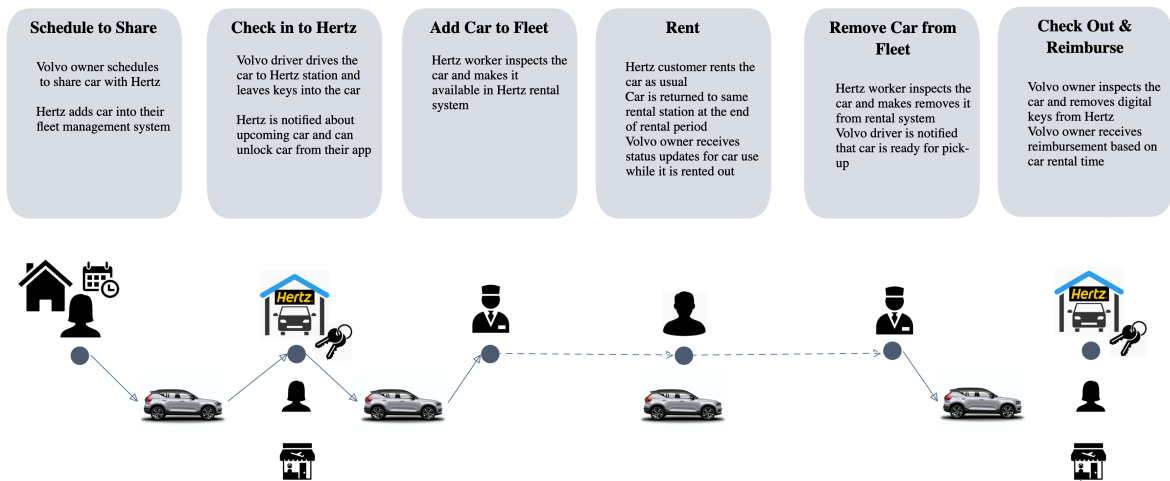 Schedule to Share
Volvo owner schedules
to share car with Hertz
Hertz adds car into their
fleet management system
Check in to Hertz
Volvo driver drives the
car to Hertz station and
leaves keys into the car
Hertz is notified about
upcoming car and can
unlock car from their app
Add Car to Fleet
Hertz worker inspects the
car and makes it
available in Hertz rental
system
Rent
Hertz customer rents the
car as usual
Car is returned to same
rental station at the end
of rental period
Volvo owner receives
status updates for car use
while it is rented out
Remove Car from
Fleet
Hertz worker inspects the
car and makes removes it
from rental system
Volvo driver is notified
that car is ready for pick-
up
Check Out &
Reimburse
Volvo owner inspects the
car and removes digital
keys from Hertz
Volvo owner receives
reimbursement based on
car rental time
Hertz
Hertz